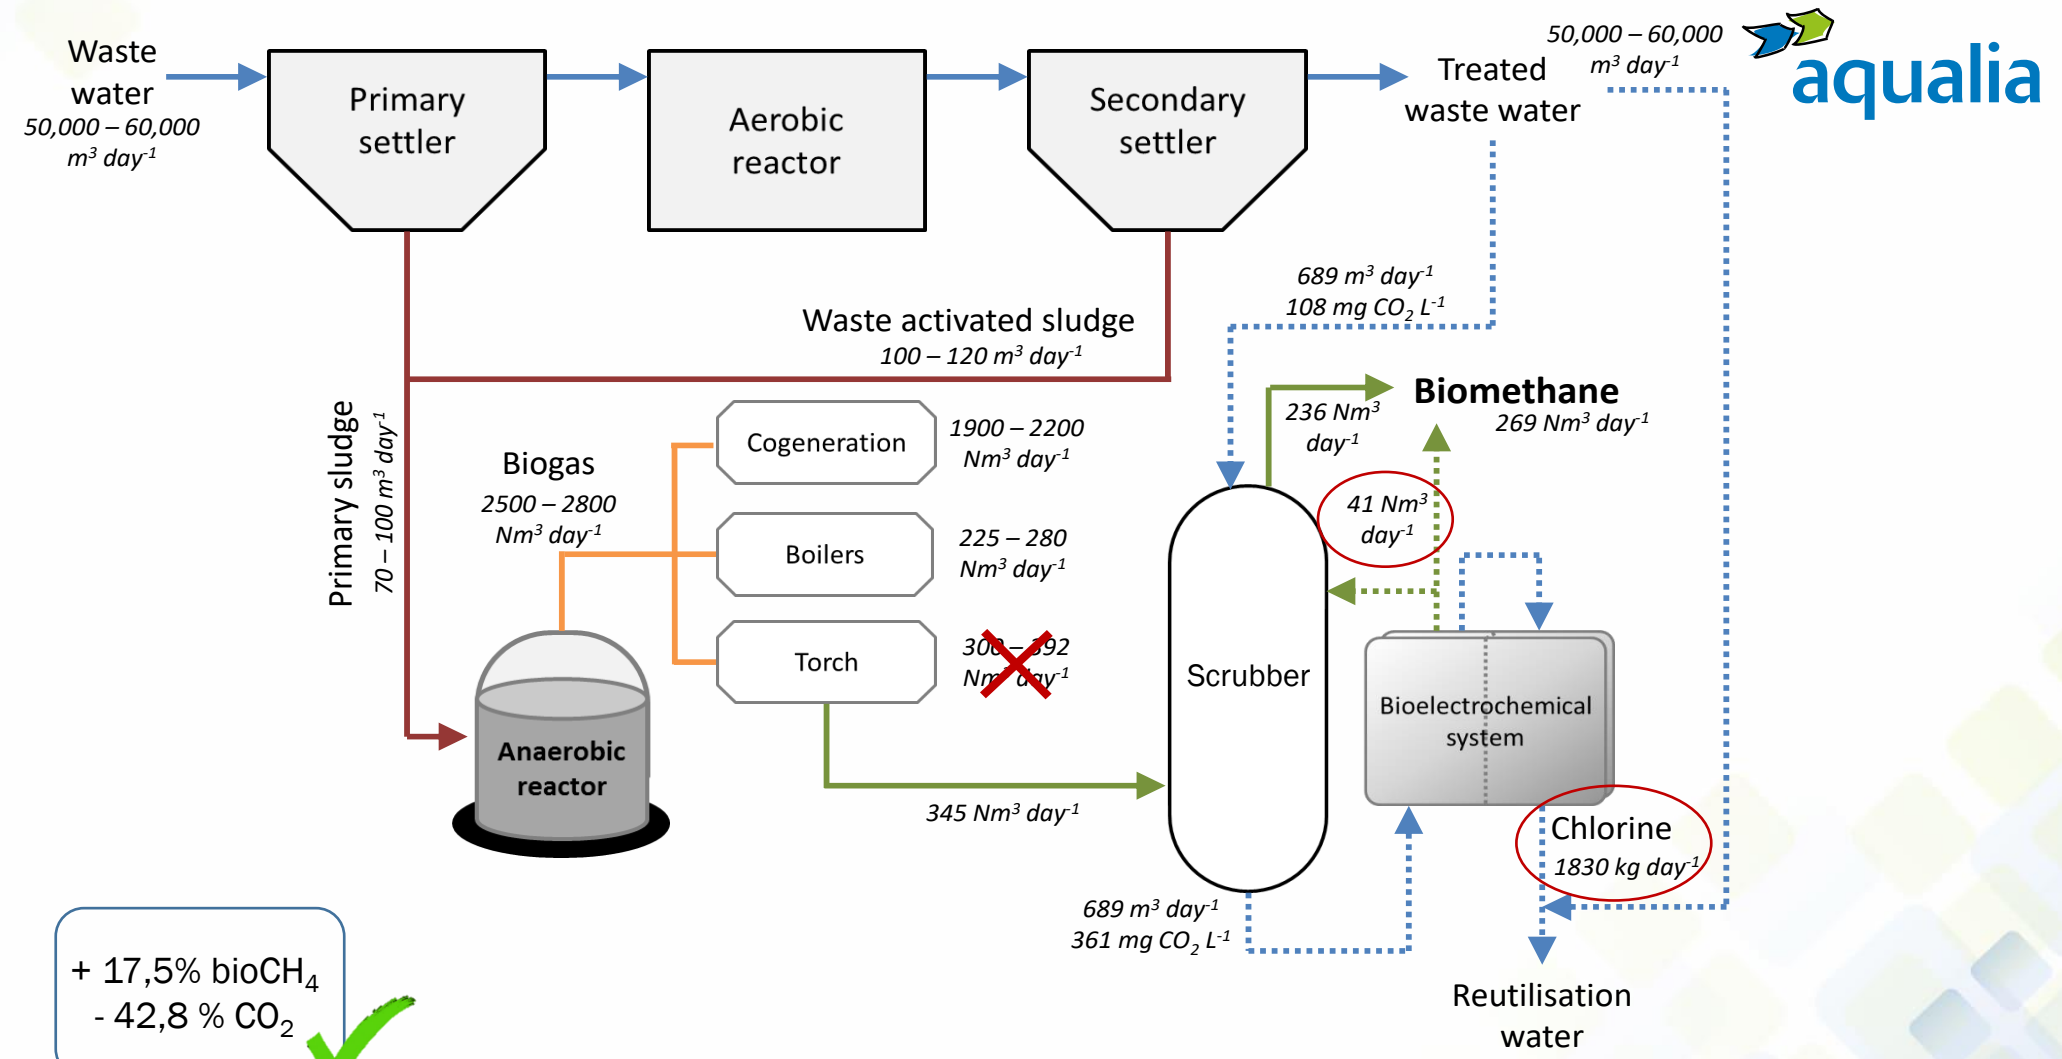 Waste
water
50,000 – 60,000
m³ day⁻¹
Primary
settler
Aerobic
reactor
Secondary
settler
Treated
waste water
50,000 – 60,000
m³ day⁻¹
aqualia
689 m³ day⁻¹
108 mg CO₂ L⁻¹
Waste activated sludge
100 – 120 m³ day⁻¹
Primary sludge
70 – 100 m³ day⁻¹
Biogas
2500 – 2800
Nm³ day⁻¹
Cogeneration
1900 – 2200
Nm³ day⁻¹
Boilers
225 – 280
Nm³ day⁻¹
Torch
300 – 392
Nm³ day⁻¹
345 Nm³ day⁻¹
Anaerobic
reactor
Scrubber
236 Nm³
day⁻¹
Biomethane
269 Nm³ day⁻¹
41 Nm³
day⁻¹
Bioelectrochemical
system
Chlorine
1830 kg day⁻¹
689 m³ day⁻¹
361 mg CO₂ L⁻¹
Reutilisation
water
+ 17,5% bioCH₄
- 42,8 % CO₂